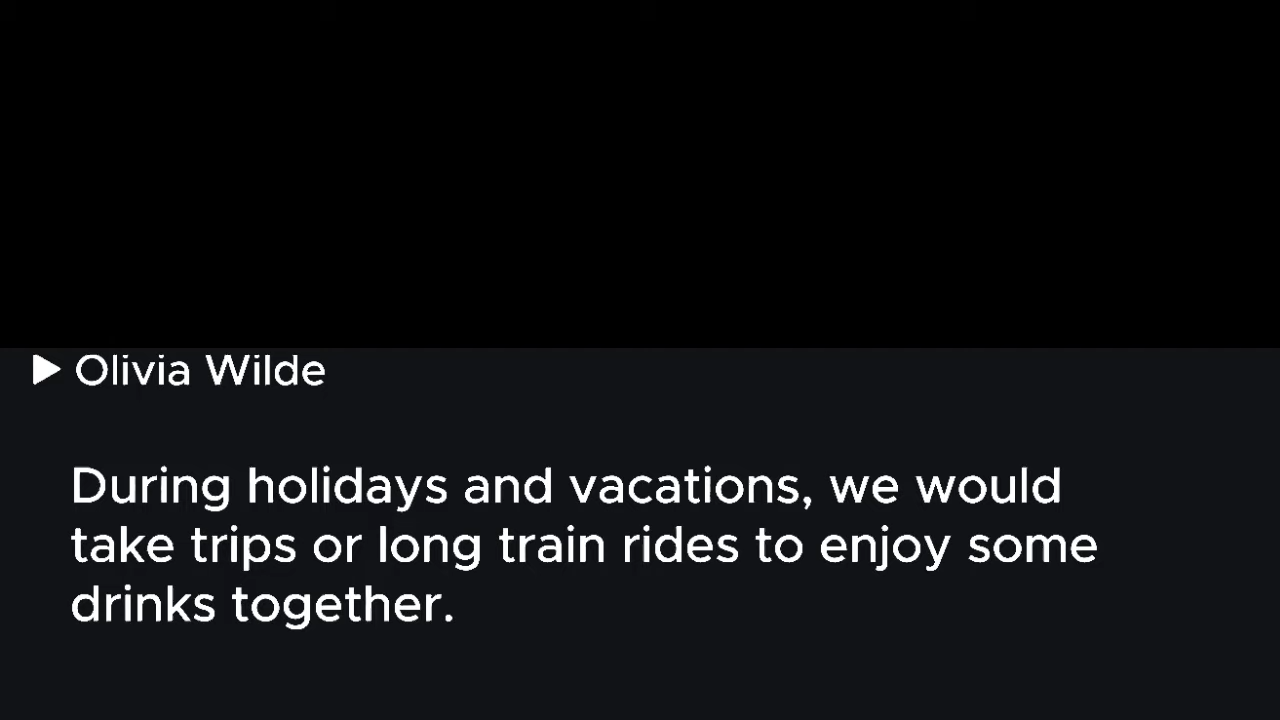 Olivia Wilde
During holidays and vacations, we would
take trips or long train rides to enjoy some
drinks together.